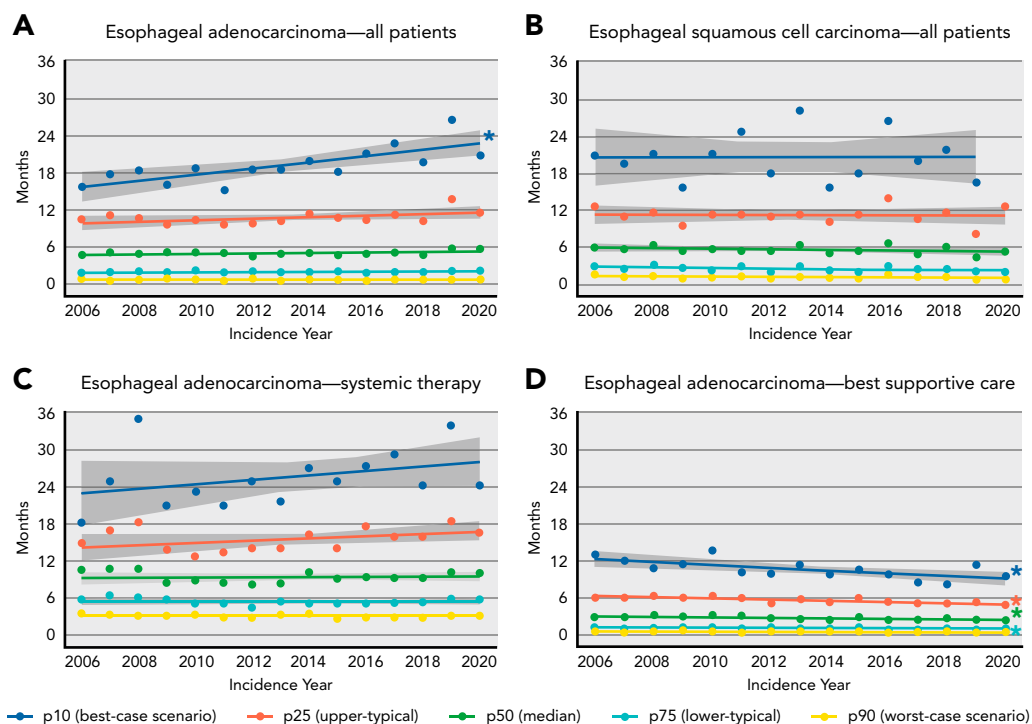 A
Esophageal adenocarcinoma—all patients
36
30
24
18
12
6
0
Months
*
2006 2008 2010 2012 2014 2016 2018 2020
Incidence Year
B
Esophageal squamous cell carcinoma—all patients
36
30
24
18
12
6
0
Months
2006 2008 2010 2012 2014 2016 2018 2020
Incidence Year
C
Esophageal adenocarcinoma—systemic therapy
36
30
24
18
12
6
0
Months
2006 2008 2010 2012 2014 2016 2018 2020
Incidence Year
D
Esophageal adenocarcinoma—best supportive care
36
30
24
18
12
6
0
Months
*
*
*
*
2006 2008 2010 2012 2014 2016 2018 2020
Incidence Year
p10 (best-case scenario) p25 (upper-typical) p50 (median) p75 (lower-typical) p90 (worst-case scenario)